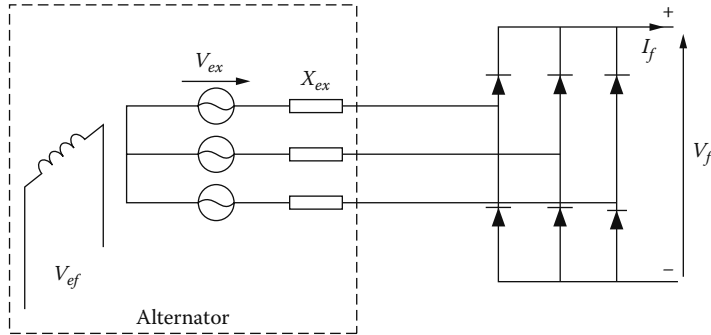 +
I_f
V_ex
X_ex
V_f
V_ef
−
Alternator